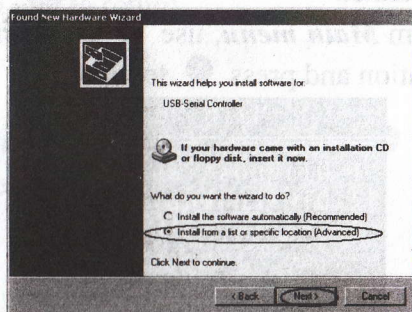 Found New Hardware Wizard
This wizard helps you install software for:
USB-Serial Controller
If your hardware came with an installation CD
or floppy disk, insert it now.
What do you want the wizard to do?
Install the software automatically (Recommended)
Install from a list or specific location (Advanced)
Click Next to continue.
< Back
Next >
Cancel